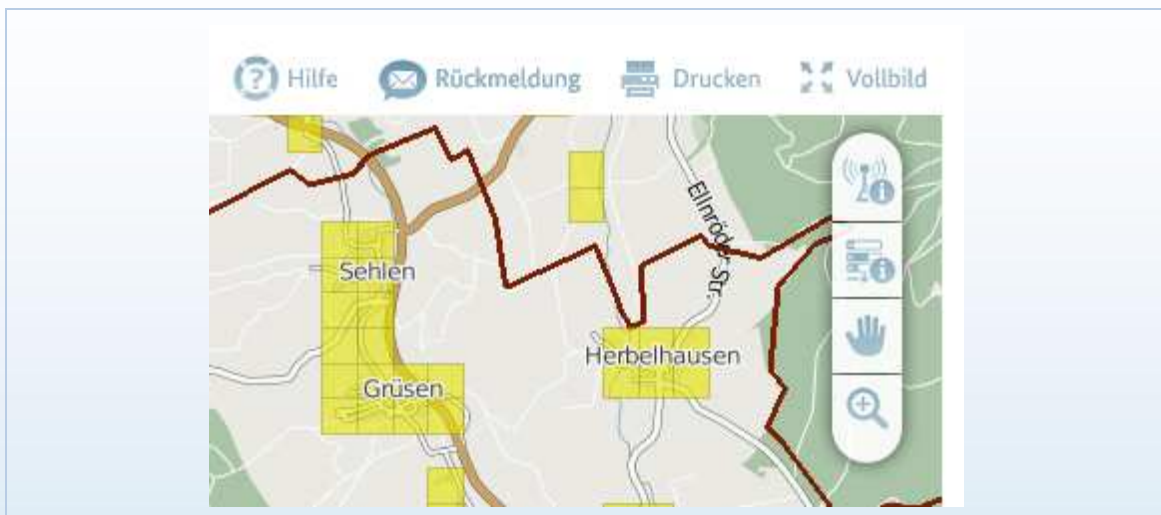 Hilfe Rückmeldung Drucken Vollbild
Ellnröder Str.
Sehlen
Herbelhausen
Grüsen